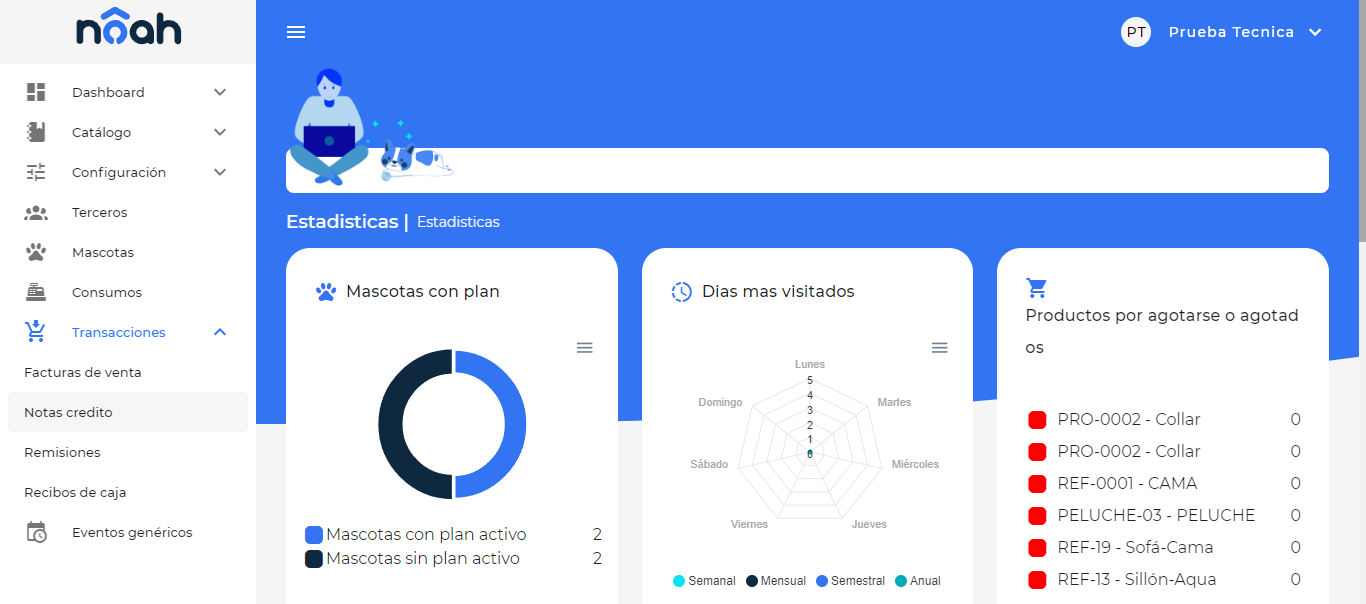 nôah
PT Prueba Tecnica
Dashboard
Catálogo
Configuración
Terceros
Mascotas
Consumos
Transacciones
Facturas de venta
Notas credito
Remisiones
Recibos de caja
Eventos genéricos
Estadisticas | Estadisticas
Mascotas con plan
Mascotas con plan activo 2
Mascotas sin plan activo 2
Dias mas visitados
Lunes
5
4
3
2
1
0
Domingo
Martes
Sábado
Miércoles
Viernes
Jueves
Semanal Mensual Semestral Anual
Productos por agotarse o agotad
os
PRO-0002 - Collar 0
PRO-0002 - Collar 0
REF-0001 - CAMA 0
PELUCHE-03 - PELUCHE 0
REF-19 - Sofá-Cama 0
REF-13 - Sillón-Aqua 0